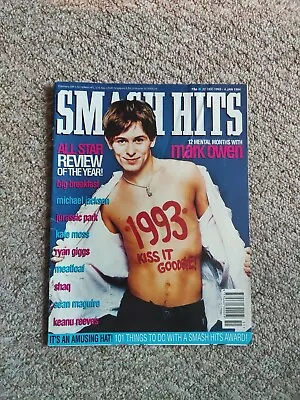 SMASH HITS
12 MENTAL MONTHS WITH
mark owen
ALL STAR
REVIEW
OF THE YEAR!
big breakfast
michael jackson
jurassic park
kate moss
ryan giggs
meatloaf
shaq
sean maguire
keanu reeves
1993
KISS IT
GOODBYE!
IT'S AN AMUSING HAT! 101 THINGS TO DO WITH A SMASH HITS AWARD!